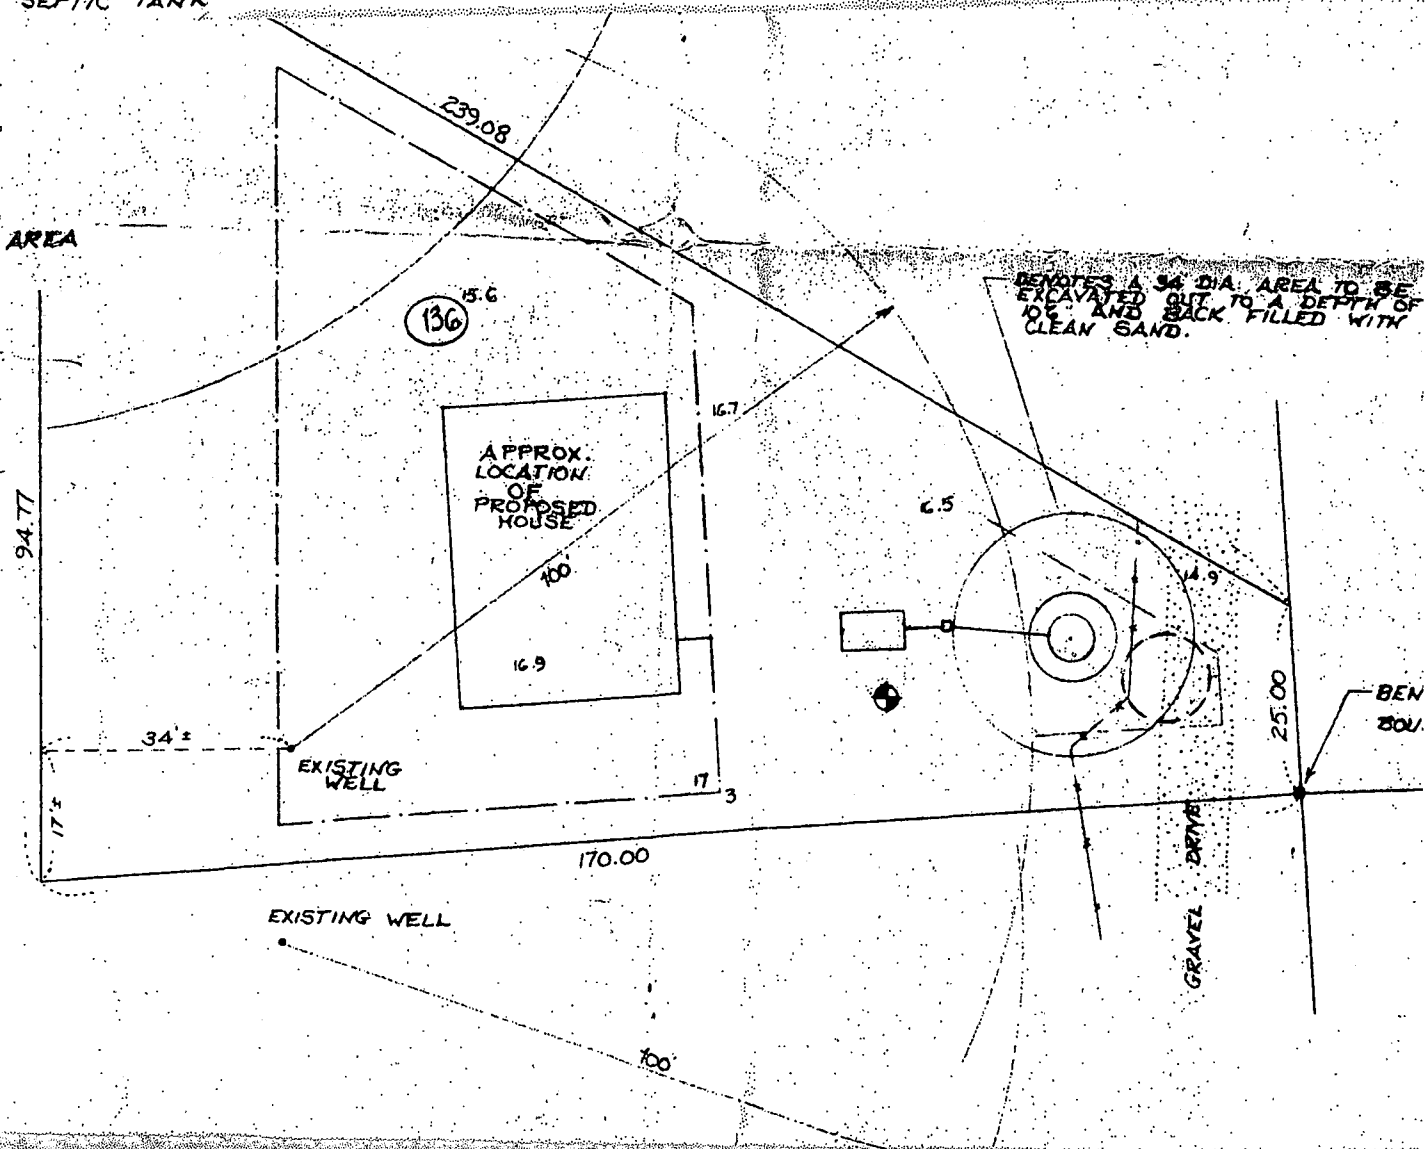 SEPTIC TANK
239.08
AREA
15.6
136
DENOTES A 34 DIA. AREA TO BE
EXCAVATED OUT TO A DEPTH OF
10'6" AND BACK FILLED WITH
CLEAN SAND.
16.7
APPROX.
LOCATION
OF
PROPOSED
HOUSE
94.77
6.5
100'
14.9
16.9
25.00
BEN
BOU.
34'±
EXISTING
WELL
17
3
17'±
170.00
GRAVEL DRIVE
EXISTING WELL
100'